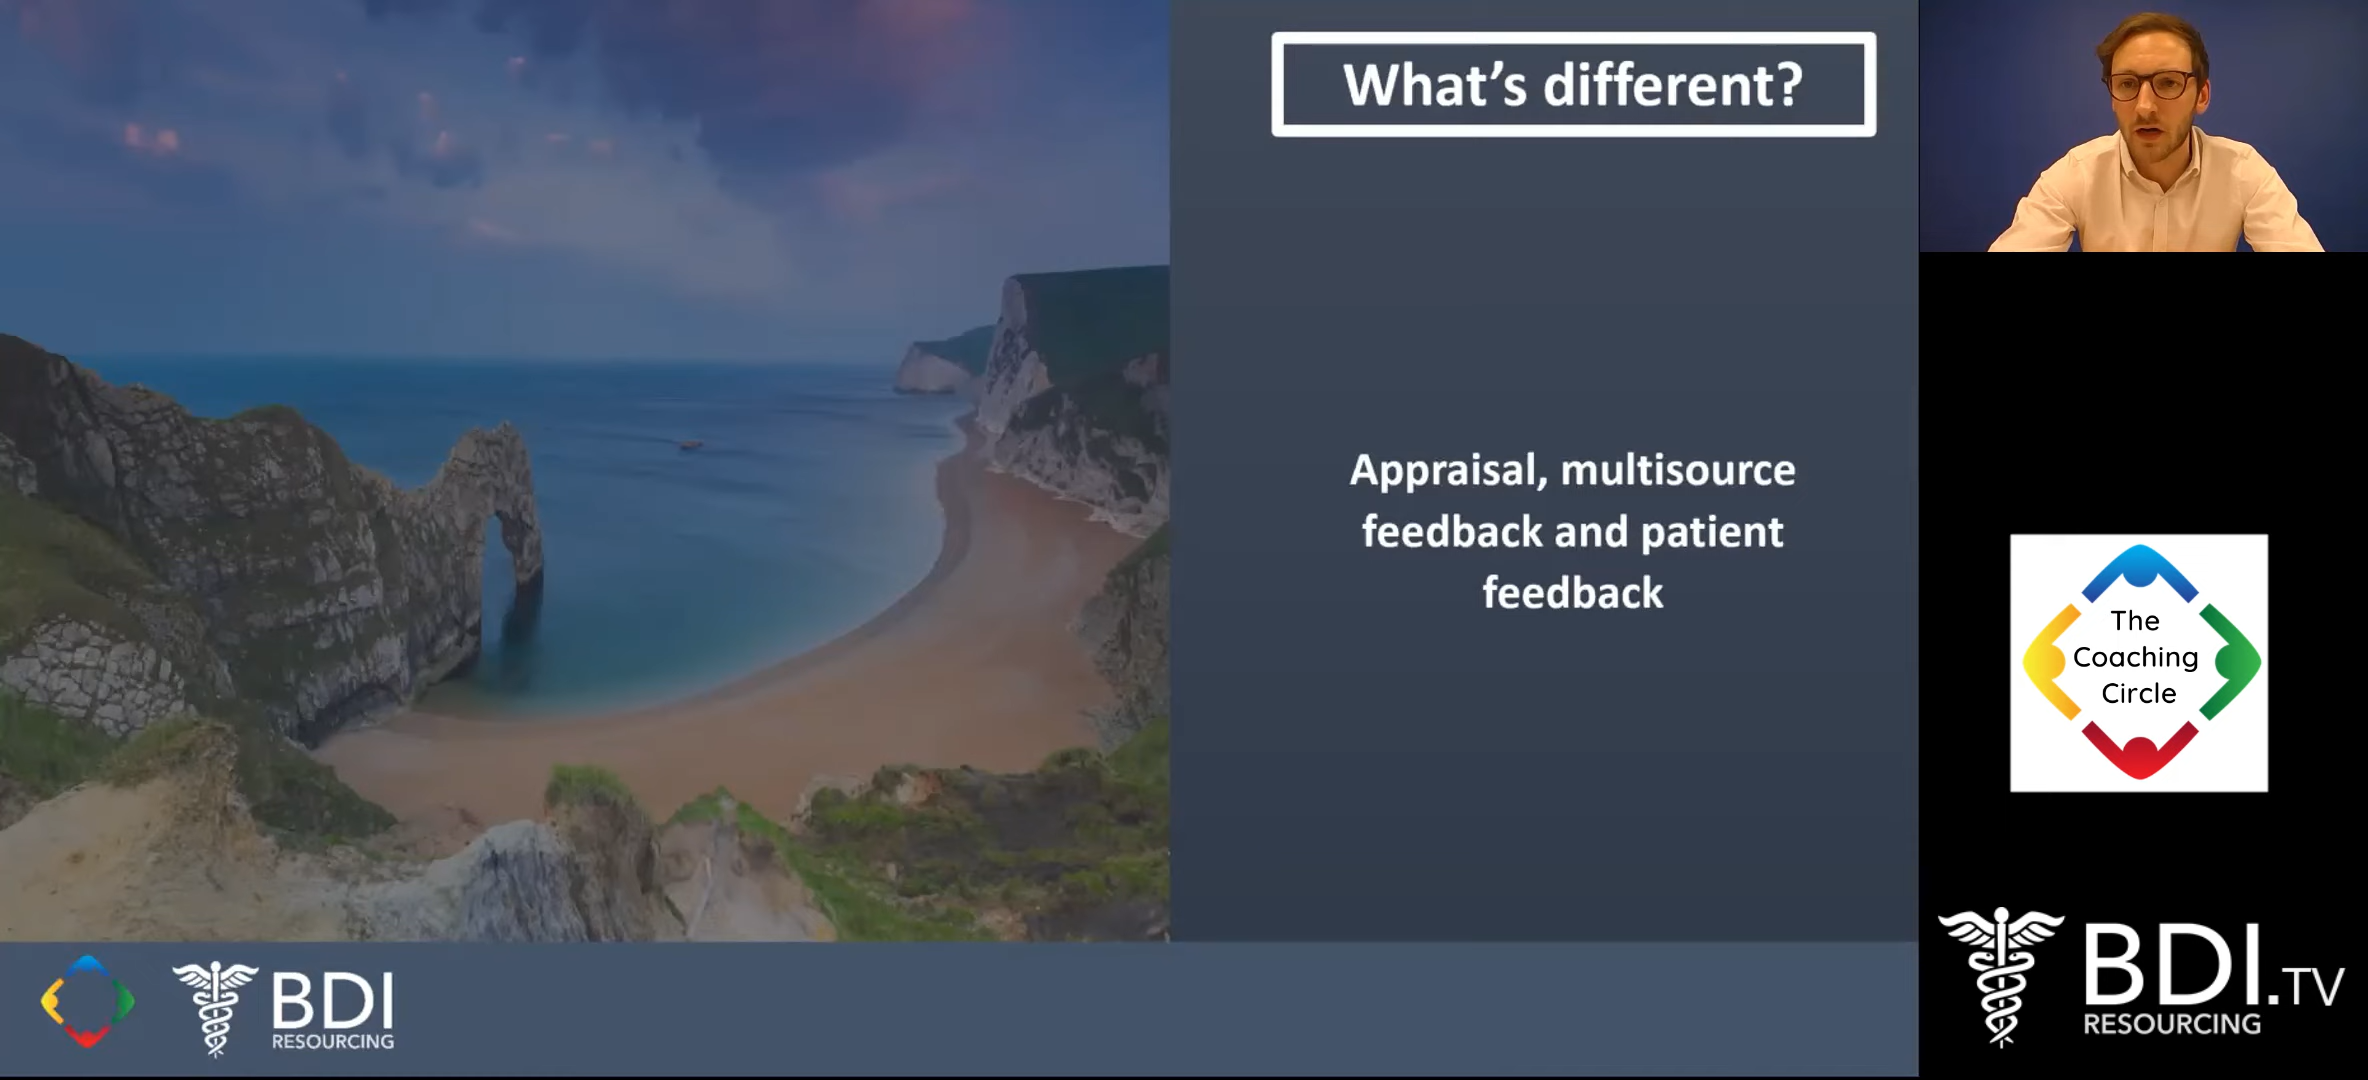 What's different?
Appraisal, multisource
feedback and patient
feedback
The
Coaching
Circle
BDI
RESOURCING
BDI.TV
RESOURCING